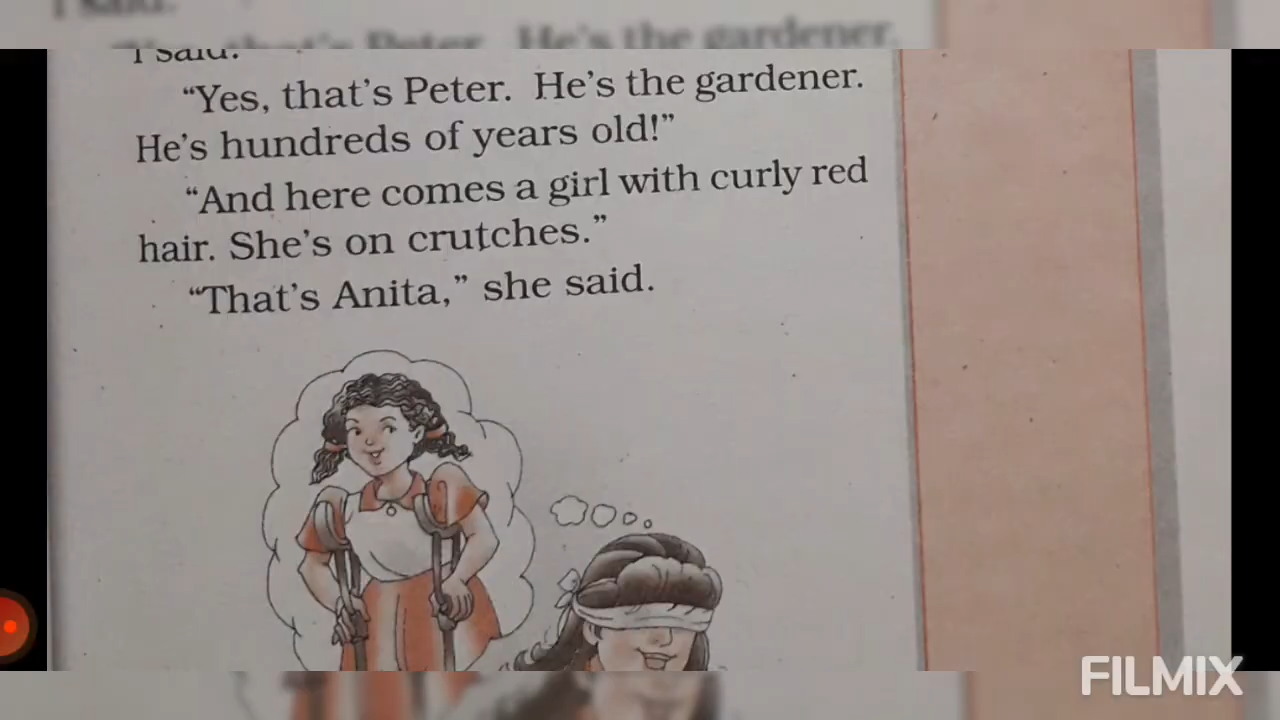 I said.
“Yes, that’s Peter. He’s the gardener.
He’s hundreds of years old!”
“And here comes a girl with curly red
hair. She’s on crutches.”
“That’s Anita,” she said.
FILMIX